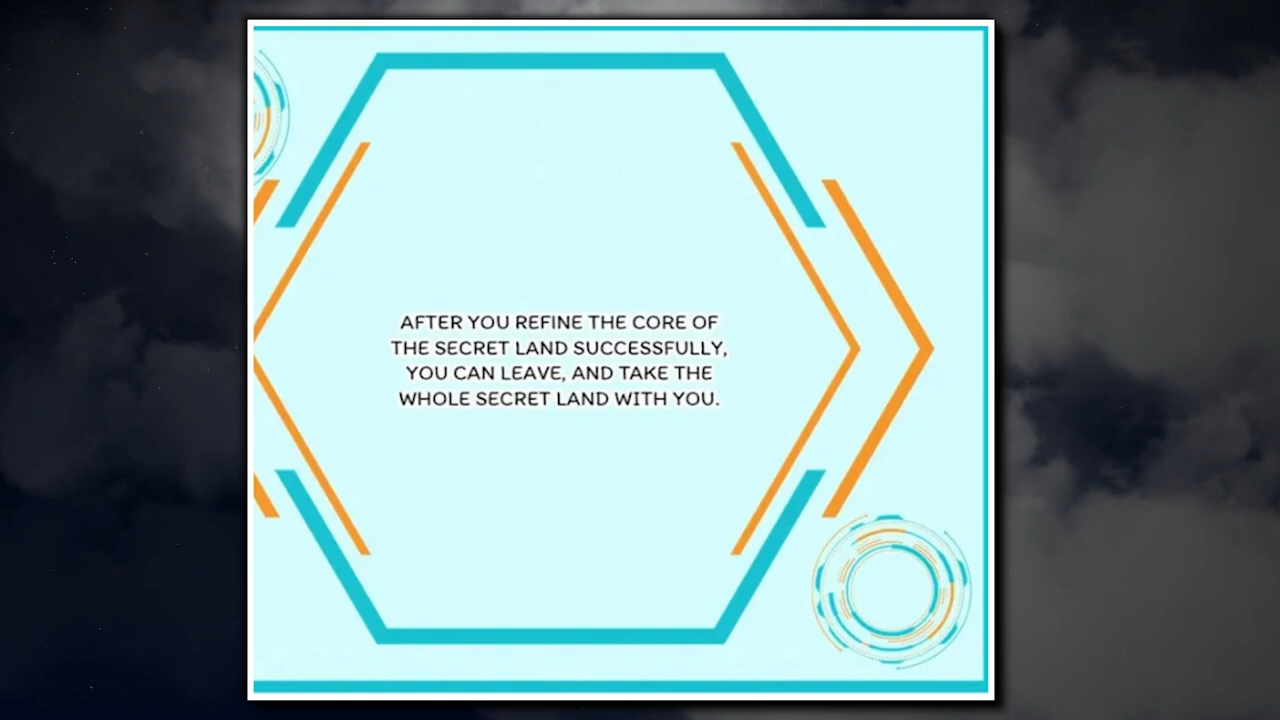 AFTER YOU REFINE THE CORE OF
THE SECRET LAND SUCCESSFULLY,
YOU CAN LEAVE, AND TAKE THE
WHOLE SECRET LAND WITH YOU.